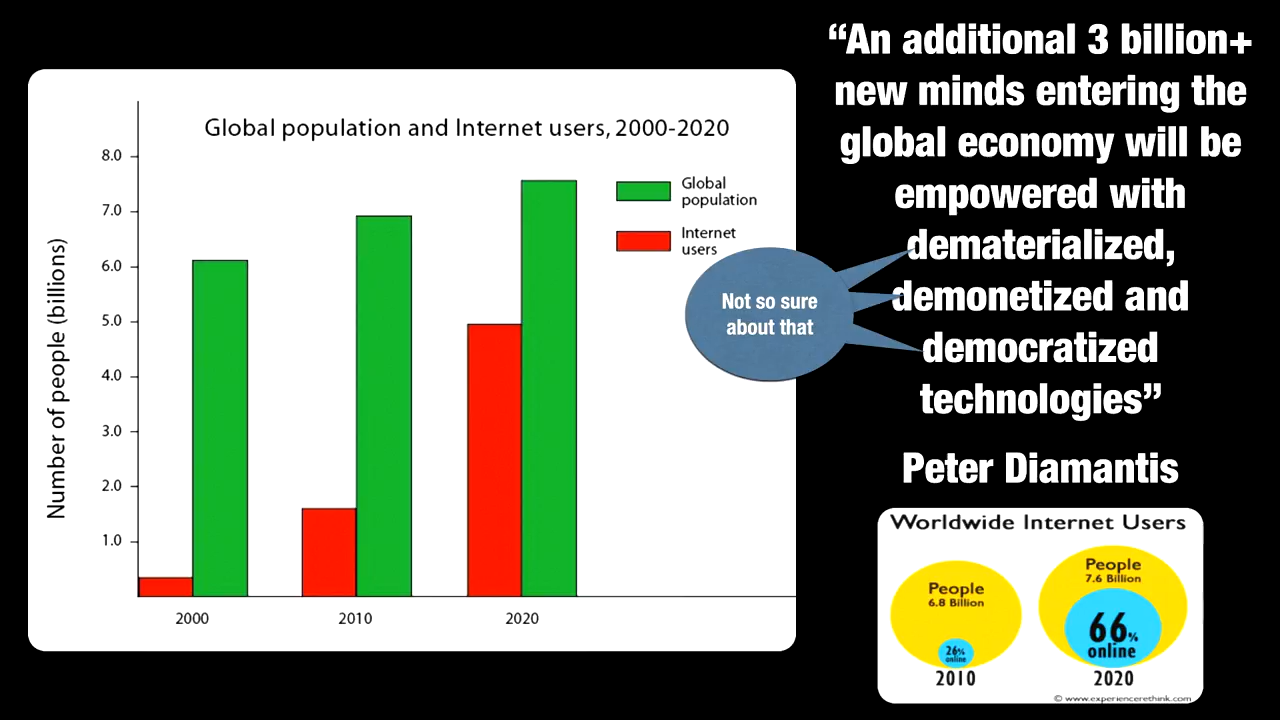 Global population and Internet users, 2000-2020
Number of people (billions)
8.0
7.0
6.0
5.0
4.0
3.0
2.0
1.0
2000
2010
2020
Global
population
Internet
users
Not so sure
about that
“An additional 3 billion+
new minds entering the
global economy will be
empowered with
dematerialized,
demonetized and
democratized
technologies”
Peter Diamantis
Worldwide Internet Users
People
6.8 Billion
26%
online
2010
People
7.6 Billion
66%
online
2020
© www.experiencerethink.com